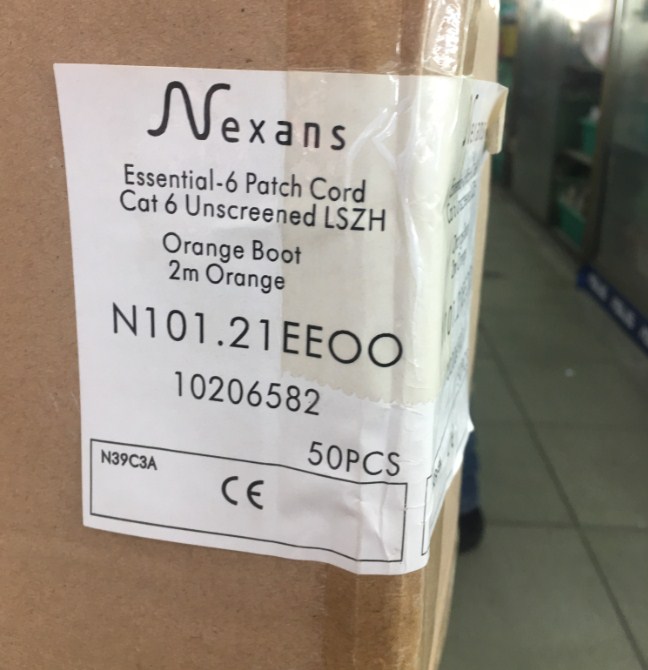 Nexans
Essential-6 Patch Cord
Cat 6 Unscreened LSZH
Orange Boot
2m Orange
N101.21EEOO
10206582
50PCS
N39C3A
CE